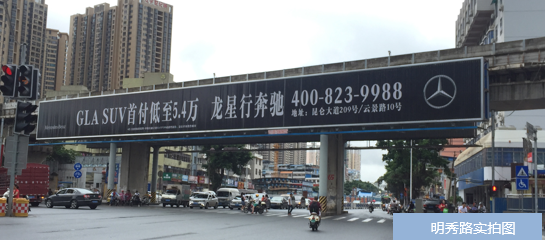 GLA SUV首付低至5.4万 龙星行奔驰 400-823-9988
地址：昆仑大道209号/云景路10号
明秀路实拍图